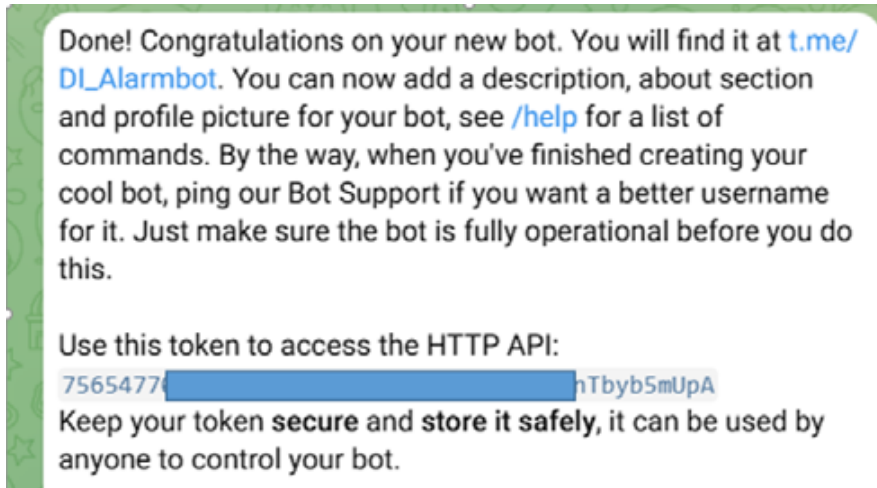 Done! Congratulations on your new bot. You will find it at t.me/
DI_Alarmbot. You can now add a description, about section
and profile picture for your bot, see /help for a list of
commands. By the way, when you've finished creating your
cool bot, ping our Bot Support if you want a better username
for it. Just make sure the bot is fully operational before you do
this.
Use this token to access the HTTP API:
7565477 nTbyb5mUpA
Keep your token secure and store it safely, it can be used by
anyone to control your bot.